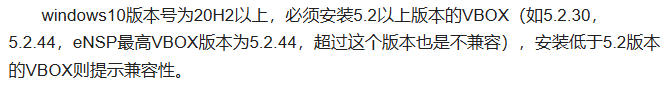 windows10版本号为20H2以上，必须安装5.2以上版本的VBOX（如5.2.30，
5.2.44，eNSP最高VBOX版本为5.2.44，超过这个版本也是不兼容），安装低于5.2版本
的VBOX则提示兼容性。